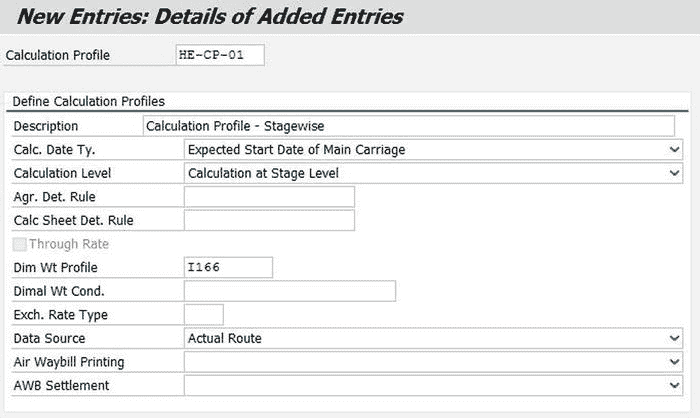 New Entries: Details of Added Entries
Calculation Profile HE-CP-01
Define Calculation Profiles
Description Calculation Profile - Stagewise
Calc. Date Ty. Expected Start Date of Main Carriage
Calculation Level Calculation at Stage Level
Agr. Det. Rule
Calc Sheet Det. Rule
Through Rate
Dim Wt Profile I166
Dimal Wt Cond.
Exch. Rate Type
Data Source Actual Route
Air Waybill Printing
AWB Settlement